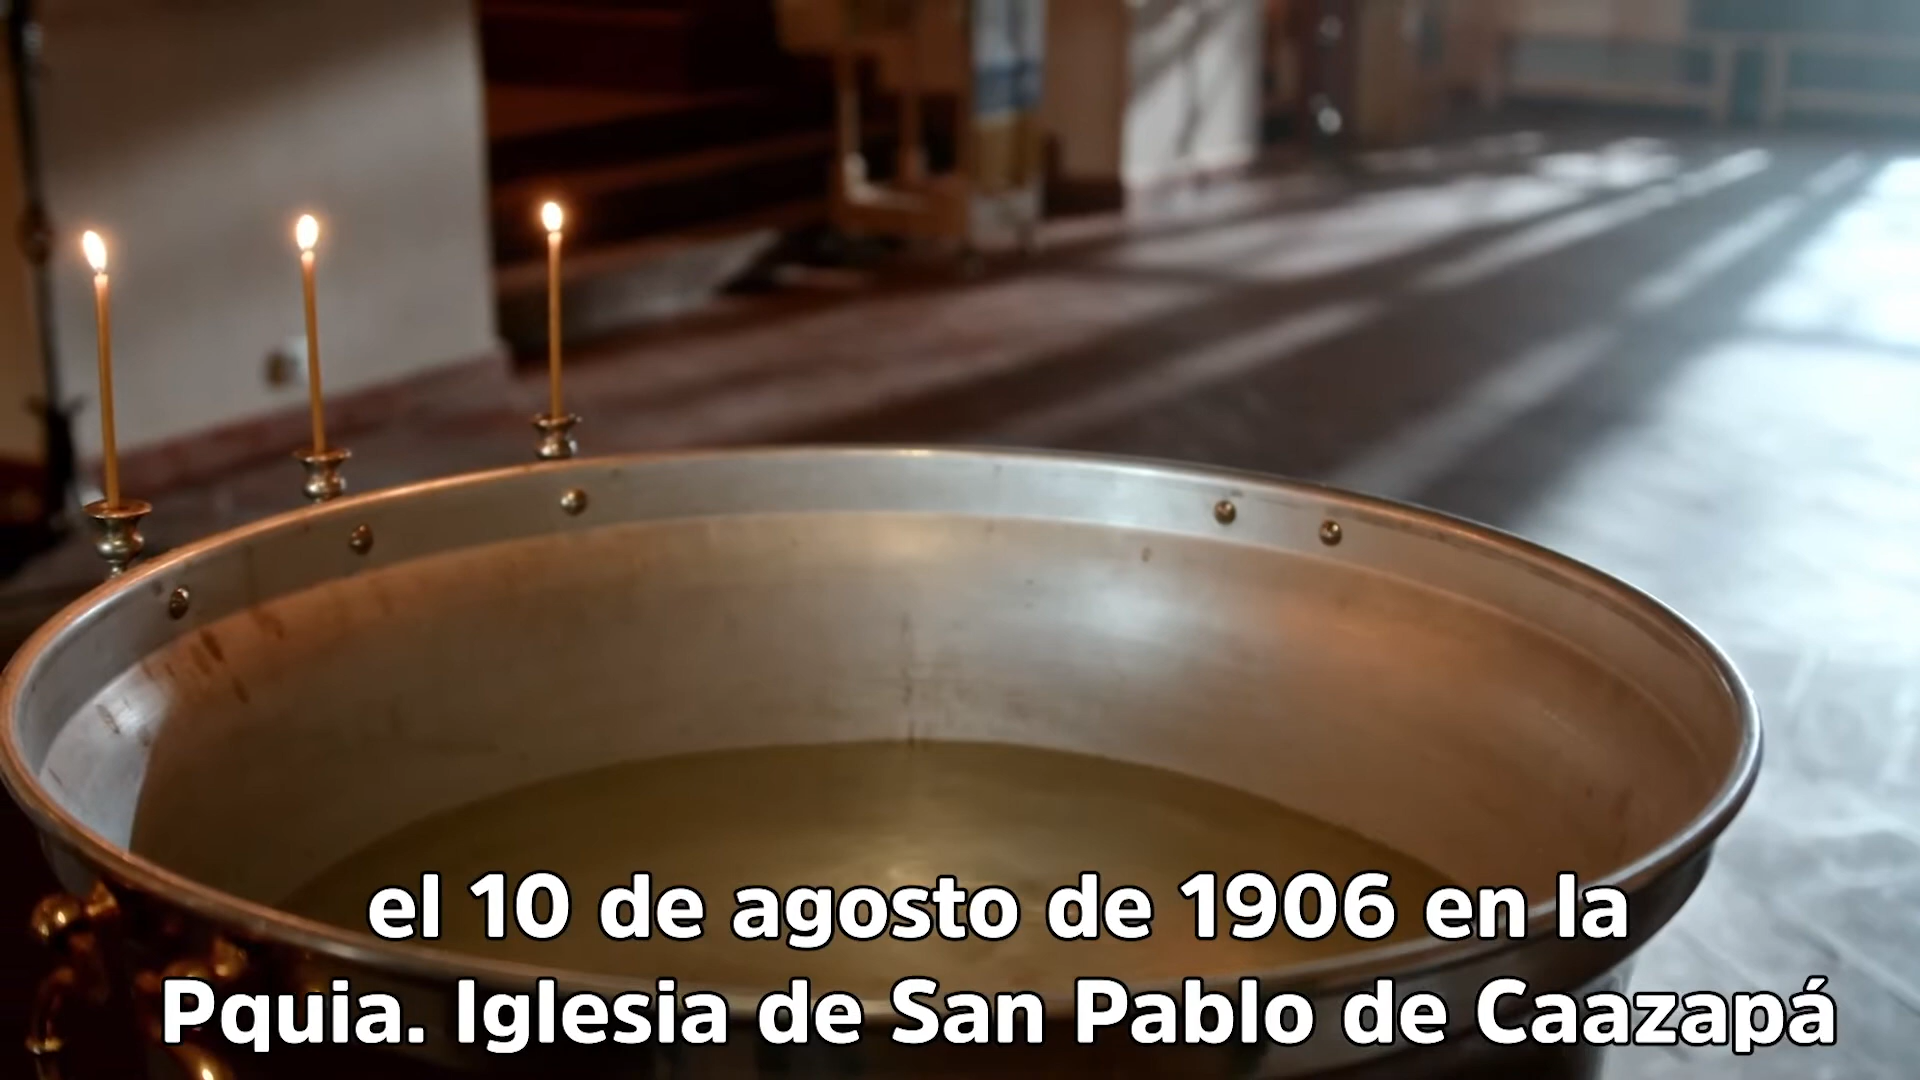 el 10 de agosto de 1906 en la
Pquia. Iglesia de San Pablo de Caazapá